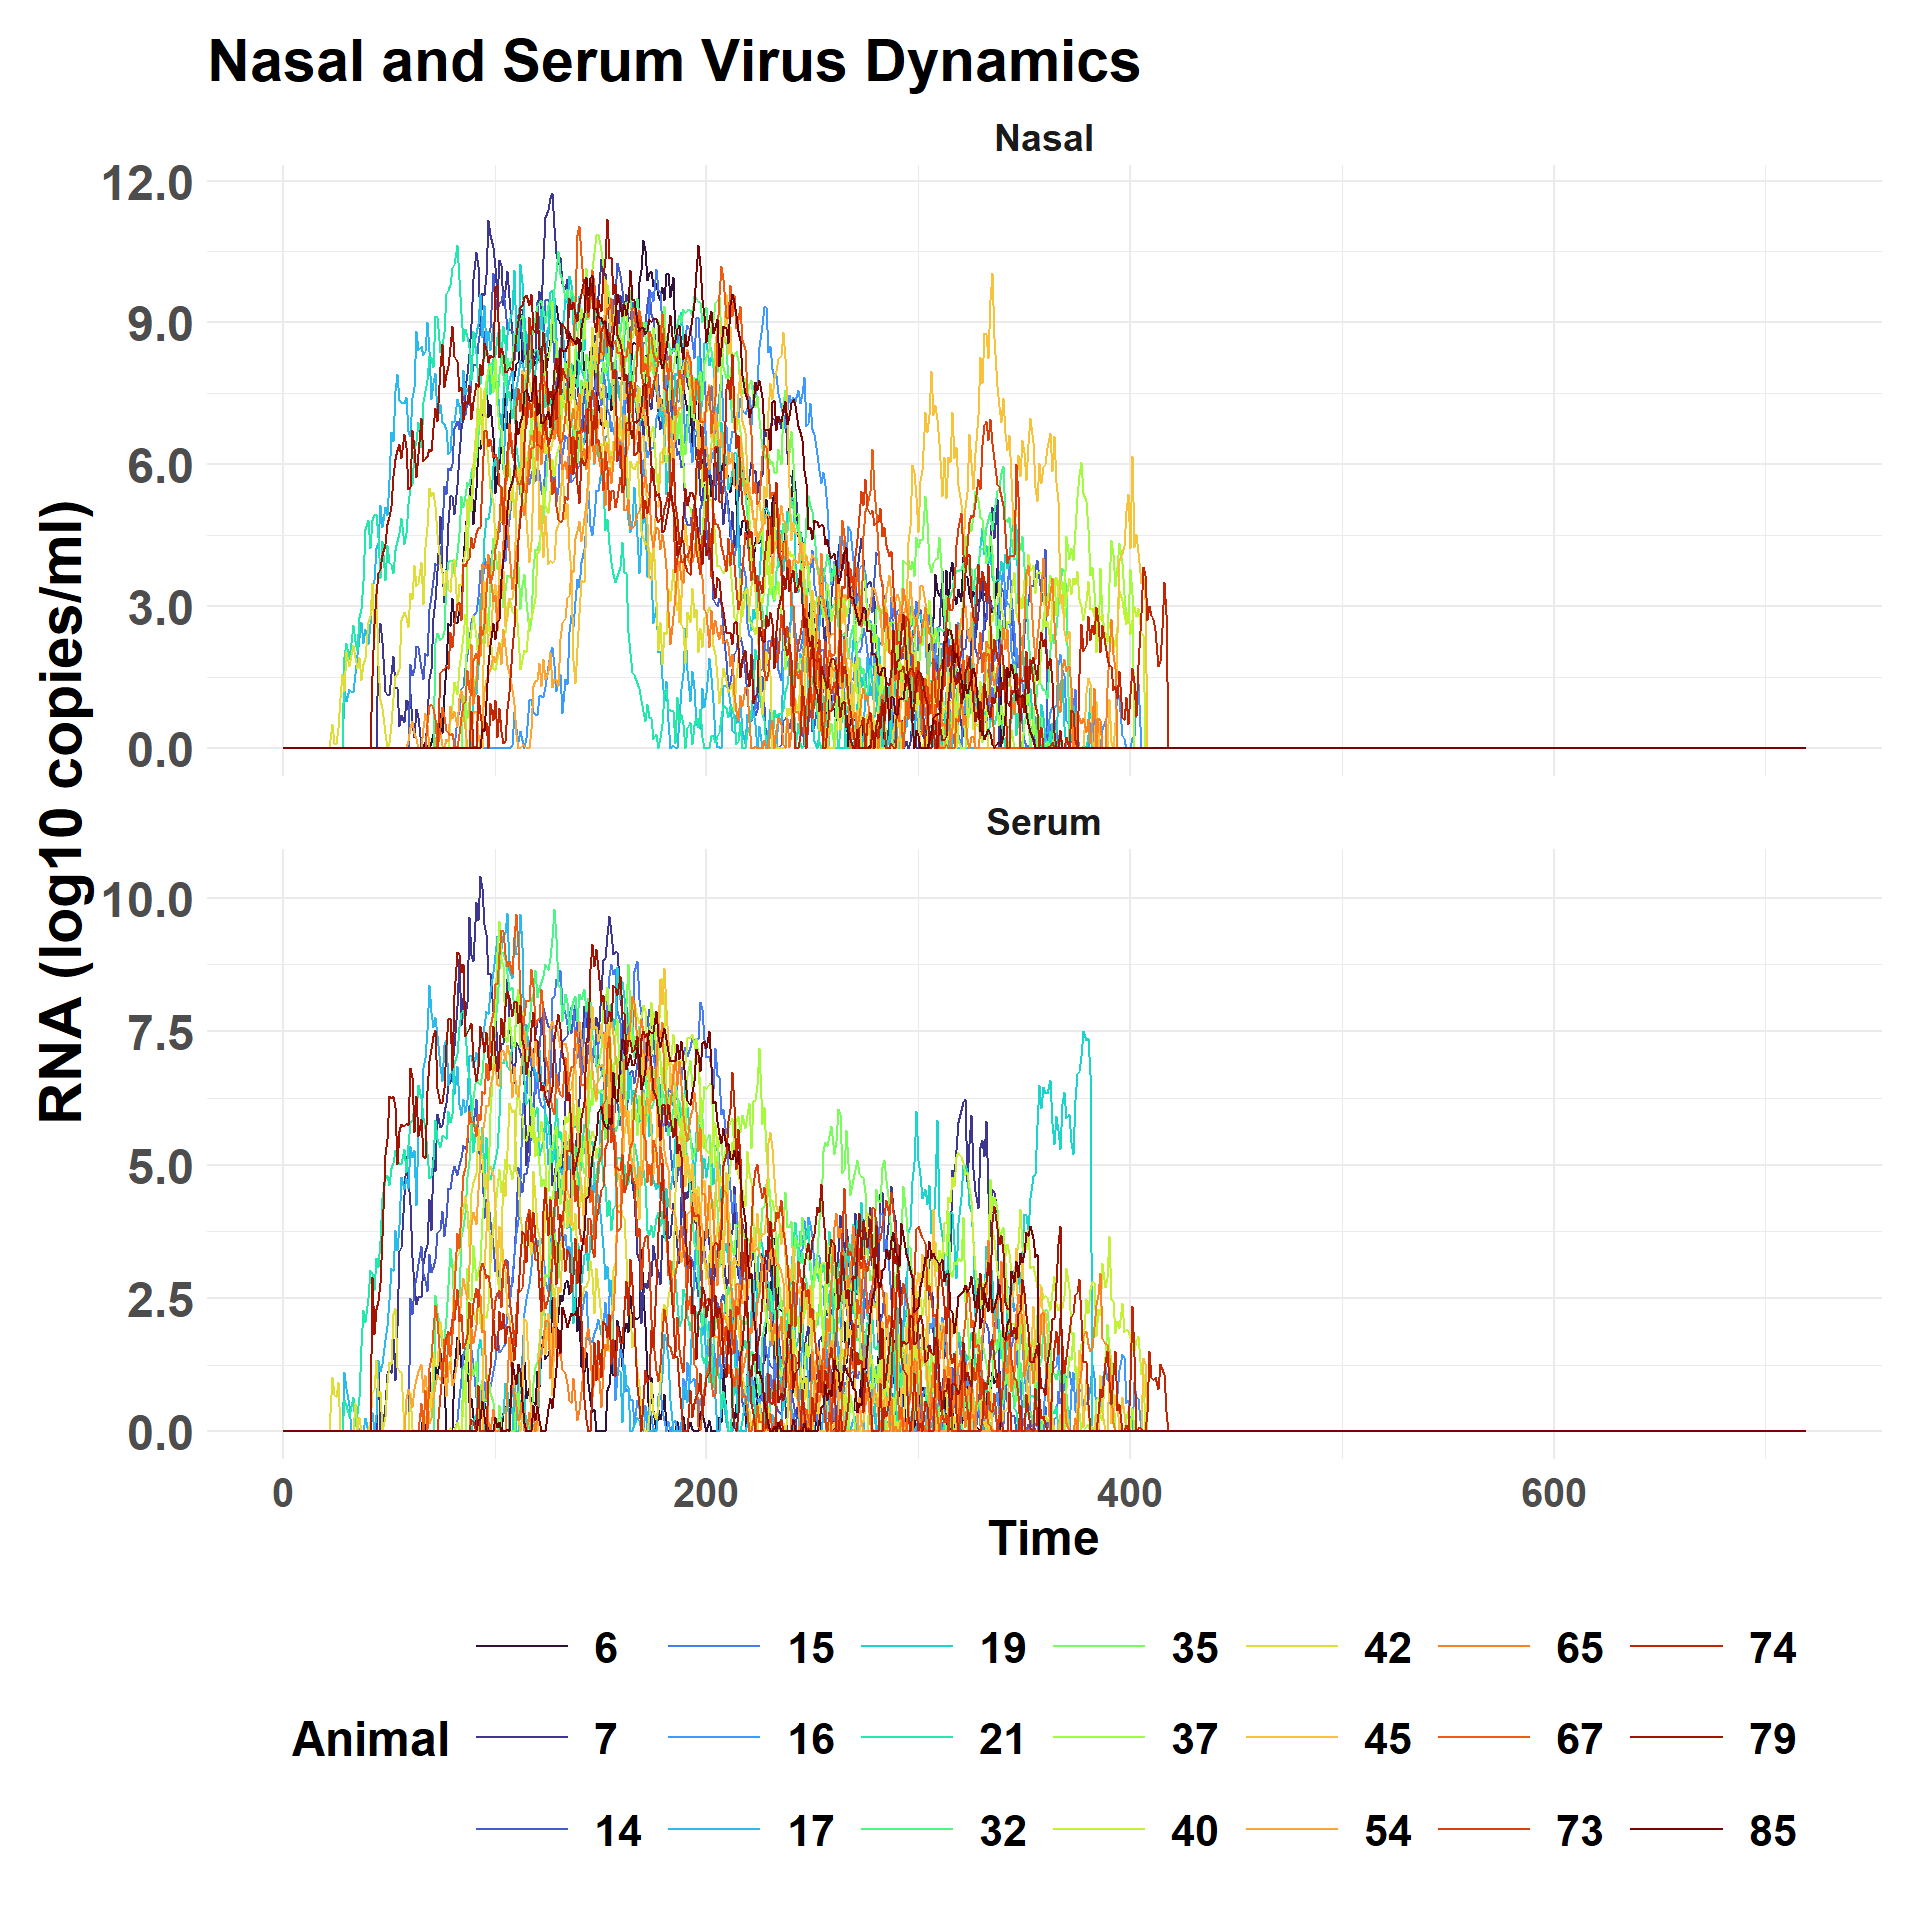 Nasal and Serum Virus Dynamics
Nasal
12.0
9.0
6.0
3.0
0.0
RNA (log10 copies/ml)
Serum
10.0
7.5
5.0
2.5
0.0
0 200 400 600
Time
Animal
6 15 19 35 42 65 74
7 16 21 37 45 67 79
14 17 32 40 54 73 85